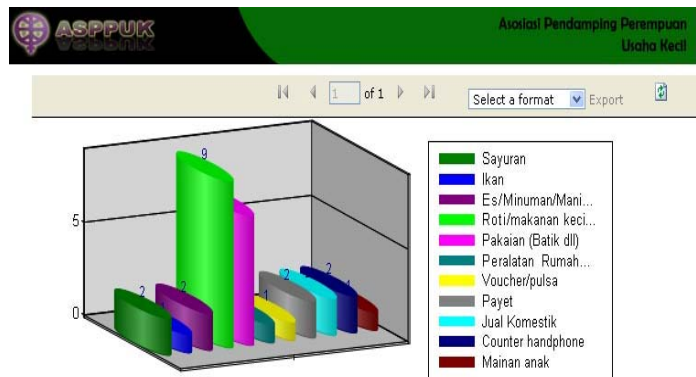 ASPPUK
Asosiasi Pendamping Perempuan
Usaha Kecil
1 of 1
Select a format Export
9
5
0
2
2
1
2
2
Sayuran
Ikan
Es/Minuman/Mani...
Roti/makanan keci...
Pakaian (Batik dll)
Peralatan Rumah...
Voucher/pulsa
Payet
Jual Komestik
Counter handphone
Mainan anak